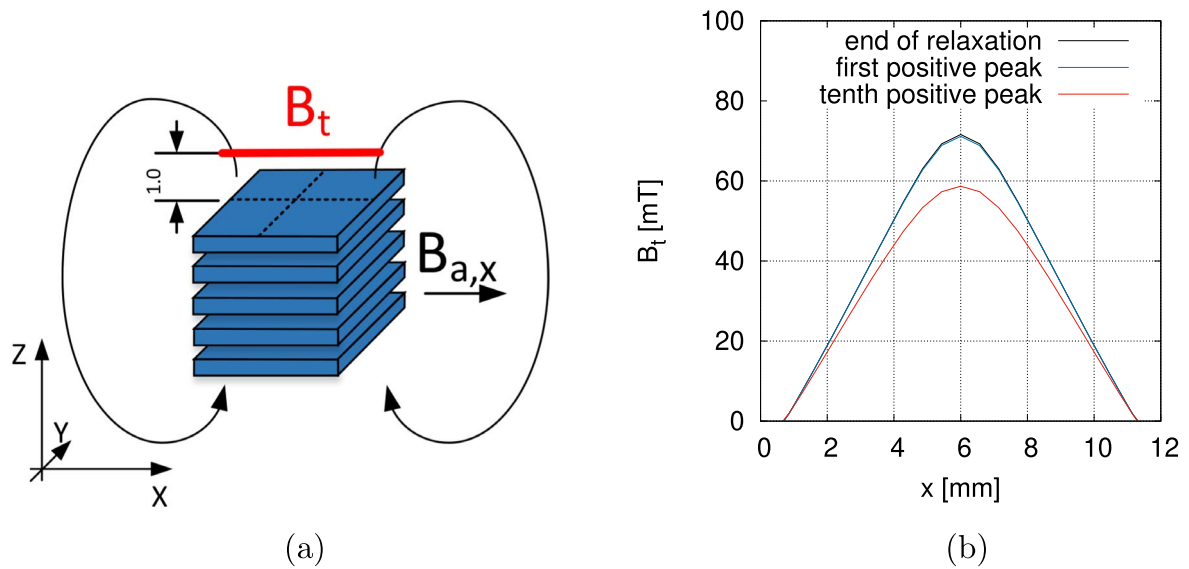 B_t
1.0
B_a,x
Z
Y
X
(a)
100
80
60
40
20
0
B_t [mT]
end of relaxation
first positive peak
tenth positive peak
0 2 4 6 8 10 12
x [mm]
(b)